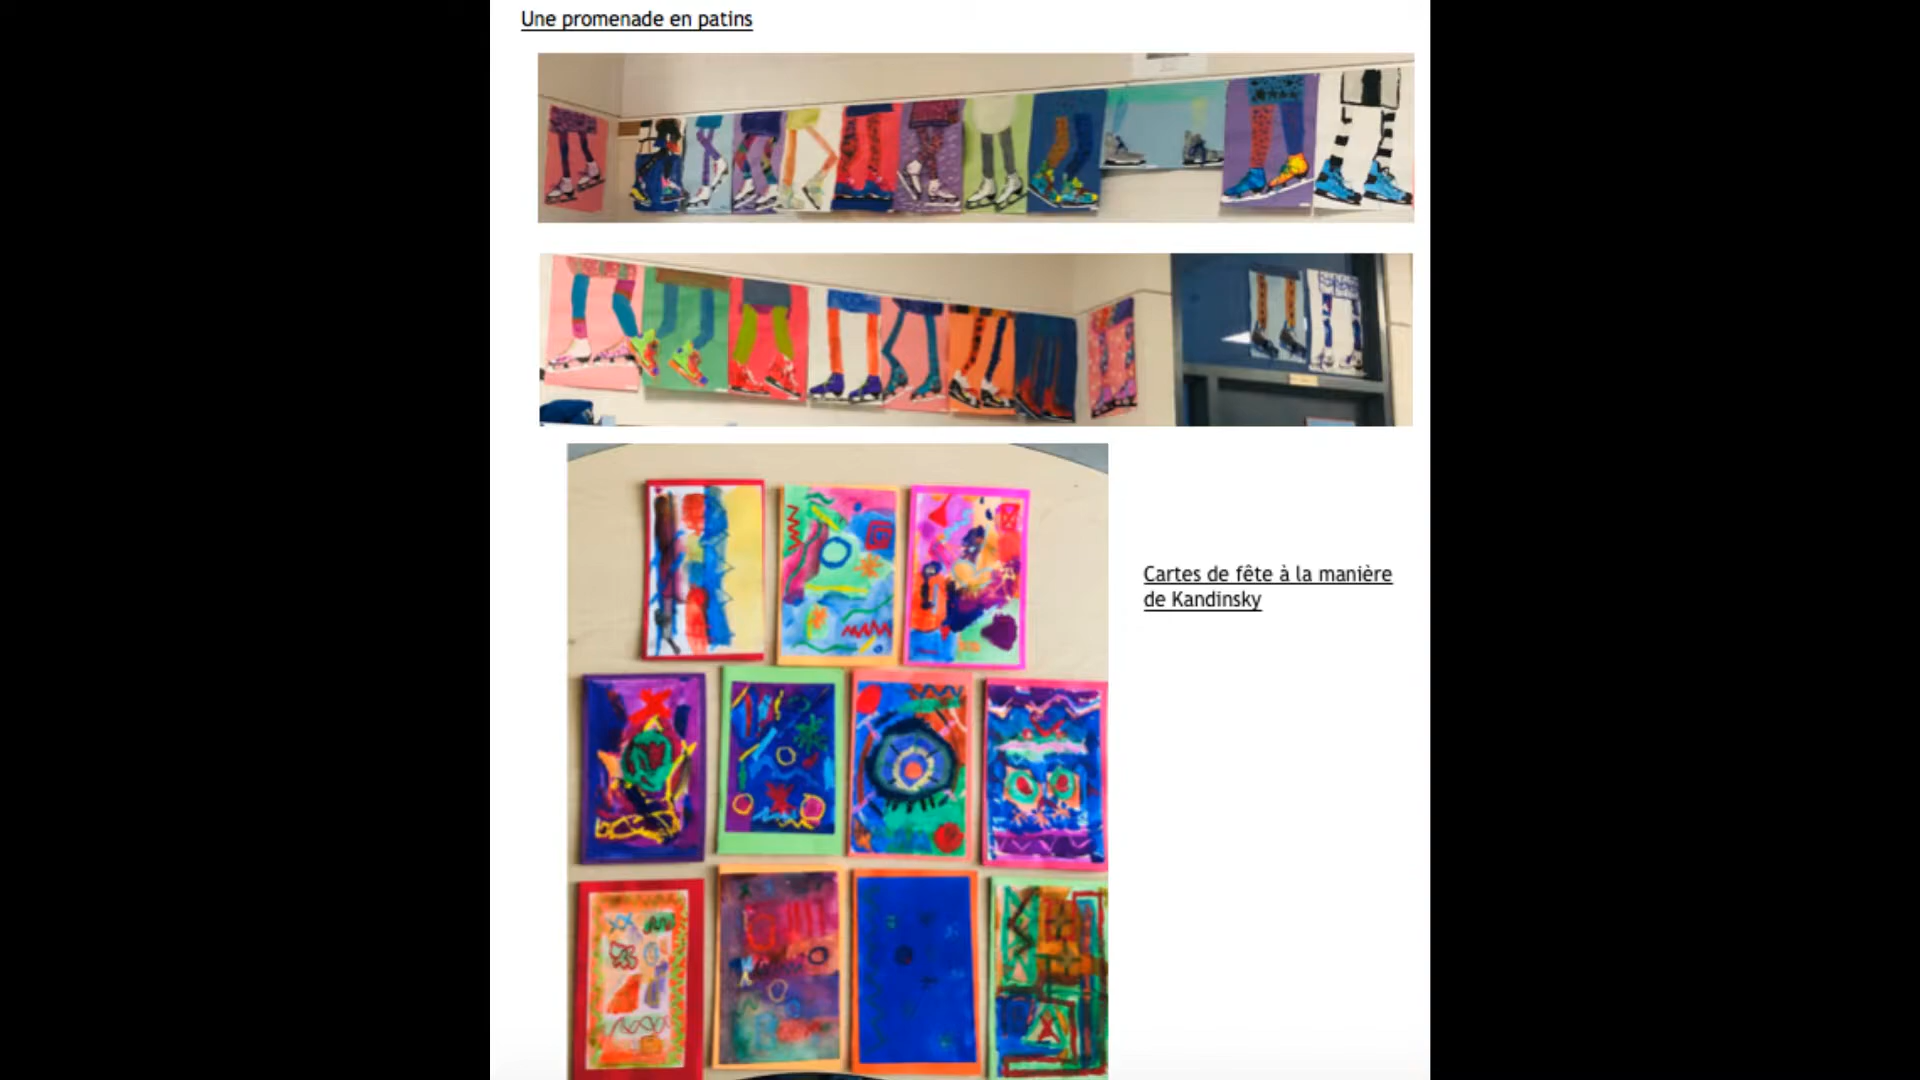 Une promenade en patins
Cartes de fête à la manière
de Kandinsky